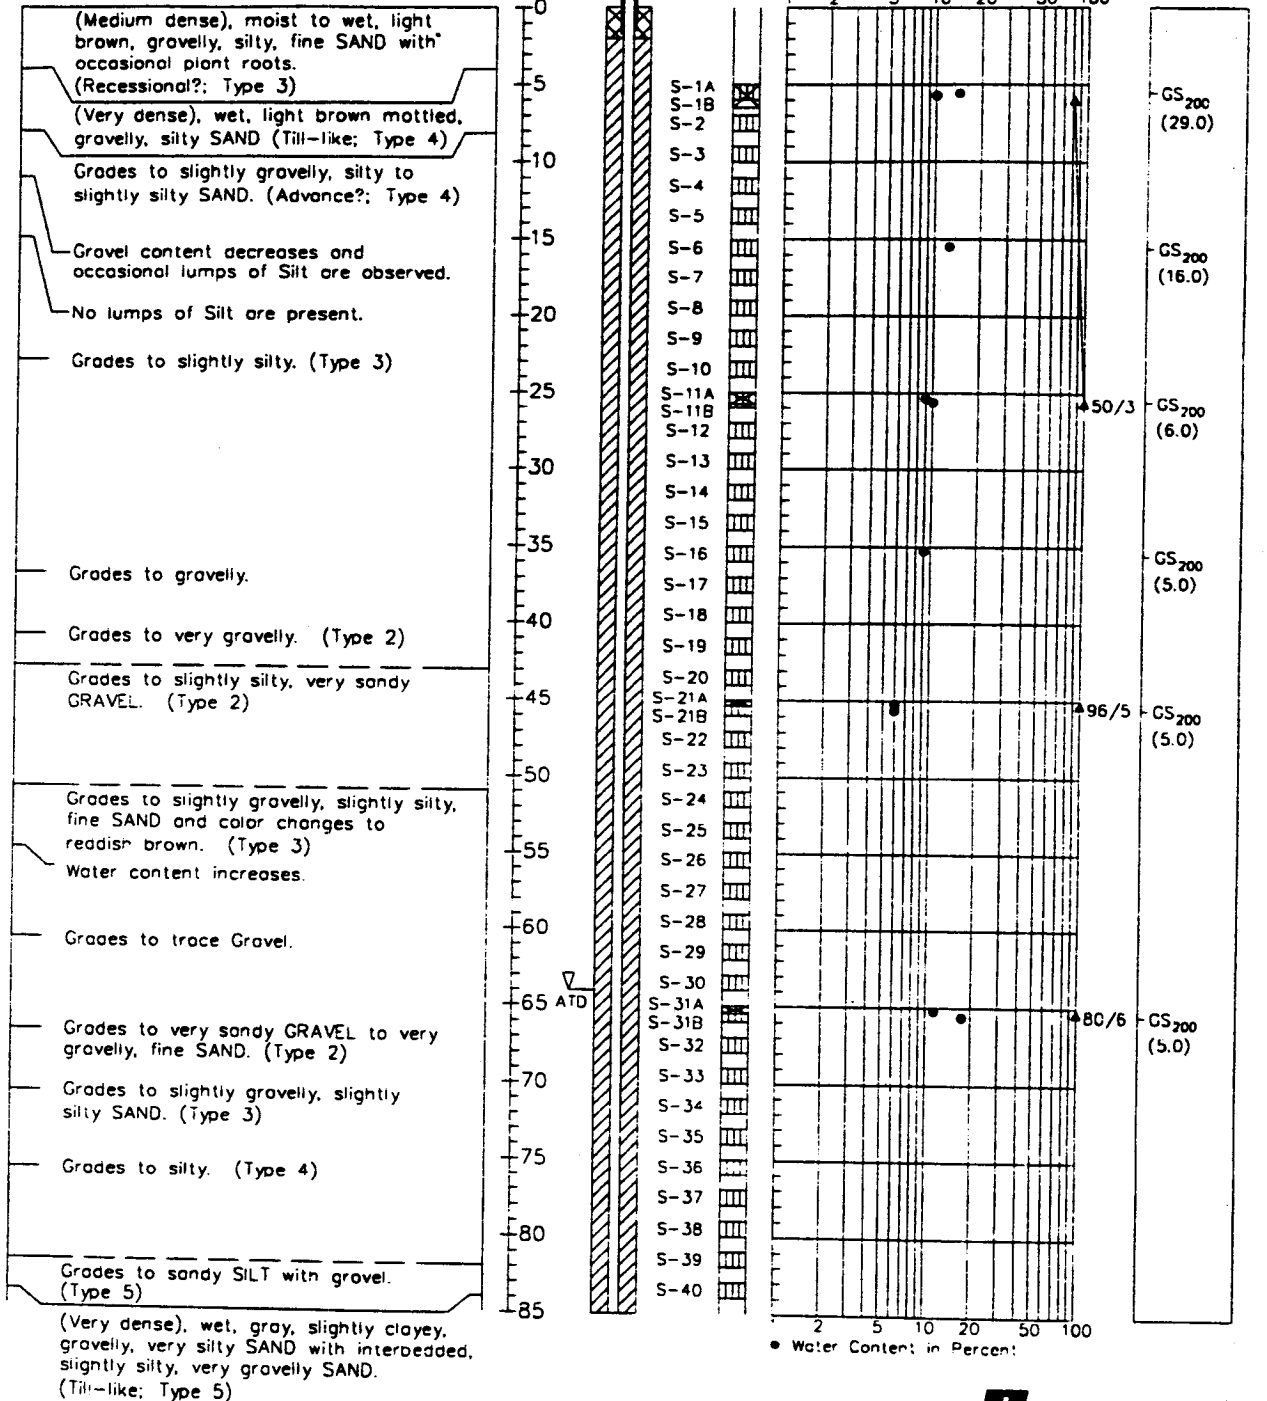 (Medium dense), moist to wet, light
brown, gravelly, silty, fine SAND with
occasional plant roots.
(Recessional?; Type 3)
(Very dense), wet, light brown mottled,
gravelly, silty SAND (Till-like; Type 4)
Grades to slightly gravelly, silty to
slightly silty SAND. (Advance?; Type 4)
Gravel content decreases and
occasional lumps of Silt are observed.
No lumps of Silt are present.
Grades to slightly silty. (Type 3)
Grades to gravelly.
Grades to very gravelly. (Type 2)
Grades to slightly silty, very sandy
GRAVEL. (Type 2)
Grades to slightly gravelly, slightly silty,
fine SAND and color changes to
reddish brown. (Type 3)
Water content increases.
Grades to trace Gravel.
Grades to very sandy GRAVEL to very
gravelly, fine SAND. (Type 2)
Grades to slightly gravelly, slightly
silty SAND. (Type 3)
Grades to silty. (Type 4)
Grades to sandy SILT with gravel.
(Type 5)
(Very dense), wet, gray, slightly clayey,
gravelly, very silty SAND with interbedded,
slightly silty, very gravelly SAND.
(Till-like; Type 5)
0
5
10
15
20
25
30
35
40
45
50
55
60
65
70
75
80
85
ATD
S-1A
S-1B
S-2
S-3
S-4
S-5
S-6
S-7
S-8
S-9
S-10
S-11A
S-11B
S-12
S-13
S-14
S-15
S-16
S-17
S-18
S-19
S-20
S-21A
S-21B
S-22
S-23
S-24
S-25
S-26
S-27
S-28
S-29
S-30
S-31A
S-31B
S-32
S-33
S-34
S-35
S-36
S-37
S-38
S-39
S-40
1 2 5 10 20 50 100
50/3
96/5
80/6
2 5 10 20 50 100
● Water Content in Percent
GS200
(29.0)
GS200
(16.0)
GS200
(6.0)
GS200
(5.0)
GS200
(5.0)
GS200
(5.0)